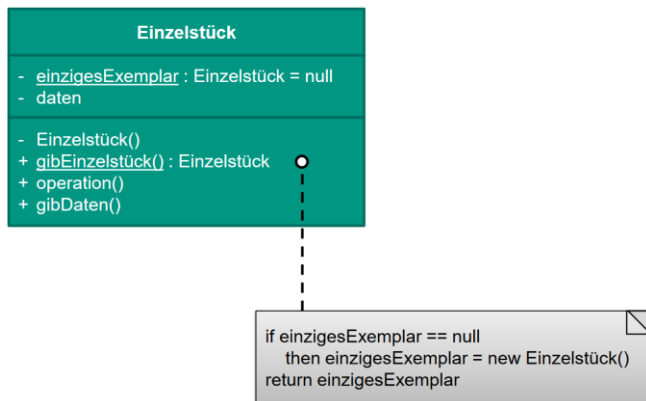 Einzelstück
- einzigesExemplar : Einzelstück = null
- daten
- Einzelstück()
+ gibEinzelstück() : Einzelstück
+ operation()
+ gibDaten()
if einzigesExemplar == null
then einzigesExemplar = new Einzelstück()
return einzigesExemplar